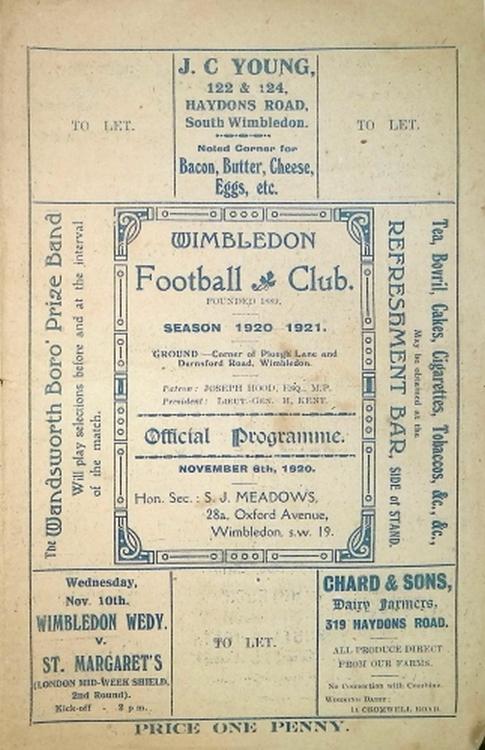 TO LET.
J. C YOUNG,
122 & 124,
HAYDONS ROAD,
South Wimbledon.
Noted Corner for
Bacon, Butter, Cheese,
Eggs, etc.
TO LET.
The Wandsworth Boro' Prize Band
Will play selections before and at the interval
of the match.
WIMBLEDON
Football Club.
FOUNDED 1889.
SEASON 1920 1921.
GROUND—Corner of Plough Lane and
Durnsford Road, Wimbledon.
Patron: JOSEPH HOOD, Esq., M.P.
President: LIEUT.-GEN. H. KENT.
Official Programme.
NOVEMBER 6th, 1920.
Hon. Sec.: S. J. MEADOWS,
28a, Oxford Avenue,
Wimbledon, s.w. 19.
Tea, Bovril, Cakes, Cigarettes, Tobaccos, &c., &c.,
May be obtained at the
REFRESHMENT BAR, SIDE of STAND.
Wednesday,
Nov. 10th,
WIMBLEDON WEDY.
v.
ST. MARGARET'S
(LONDON MID-WEEK SHIELD,
2nd Round).
Kick-off - 3 p.m.
TO LET.
CHARD & SONS,
Dairy Farmers,
319 HAYDONS ROAD.
ALL PRODUCE DIRECT
FROM OUR FARMS.
No Connection with Combine.
1A CROMWELL ROAD.
PRICE ONE PENNY.